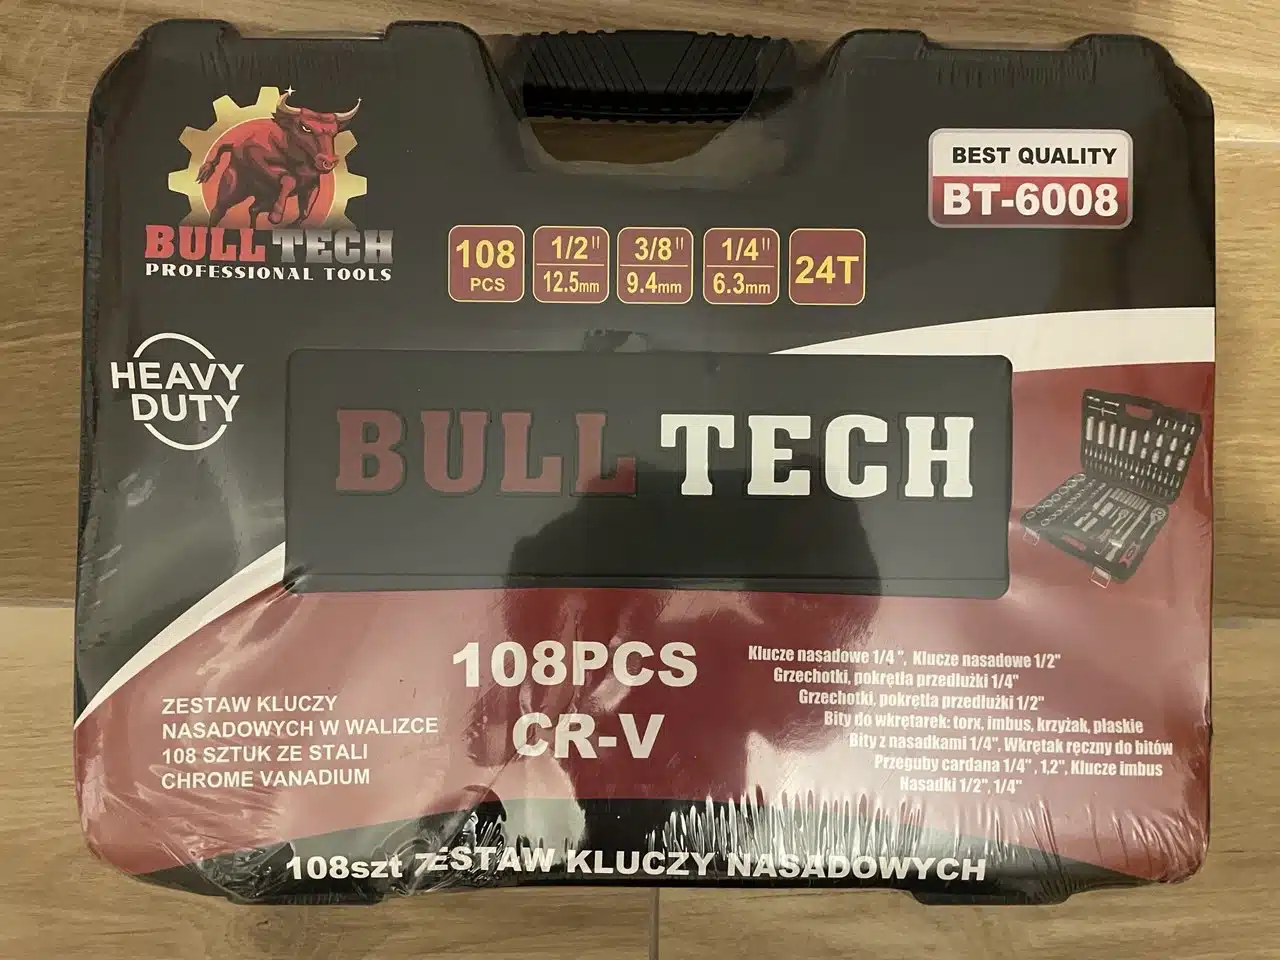 BULL TECH
PROFESSIONAL TOOLS
BEST QUALITY
BT-6008
108
PCS
1/2"
12.5mm
3/8"
9.4mm
1/4"
6.3mm
24T
HEAVY
DUTY
BULL TECH
108PCS
CR-V
ZESTAW KLUCZY
NASADOWYCH W WALIZCE
108 SZTUK ZE STALI
CHROME VANADIUM
Klucze nasadowe 1/4", Klucze nasadowe 1/2"
Grzechotki, pokrętła przedłużki 1/4"
Grzechotki, pokrętła przedłużki 1/2"
Bity do wkrętarek: torx, imbus, krzyżak, płaskie
Bity z nasadkami 1/4", Wkrętak ręczny do bitów
Przeguby cardana 1/4", 1,2", Klucze imbus
Nasadki 1/2", 1/4"
108szt ZESTAW KLUCZY NASADOWYCH